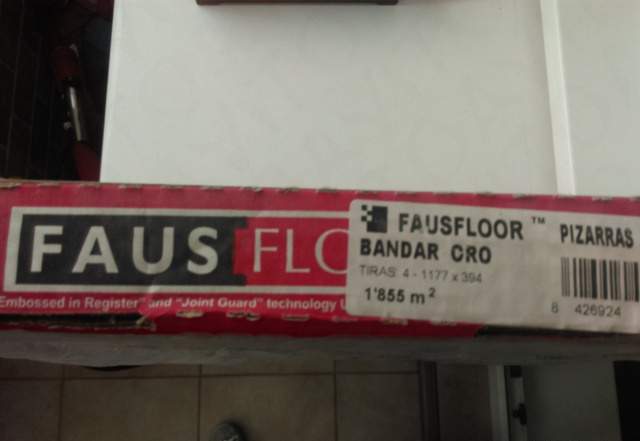 FAUS FLO
Embossed in Register" and "Joint Guard" technology
FAUSFLOOR ™ PIZARRAS
BANDAR CRO
TIRAS: 4 - 1177 x 394
1'855 m²
8 426924